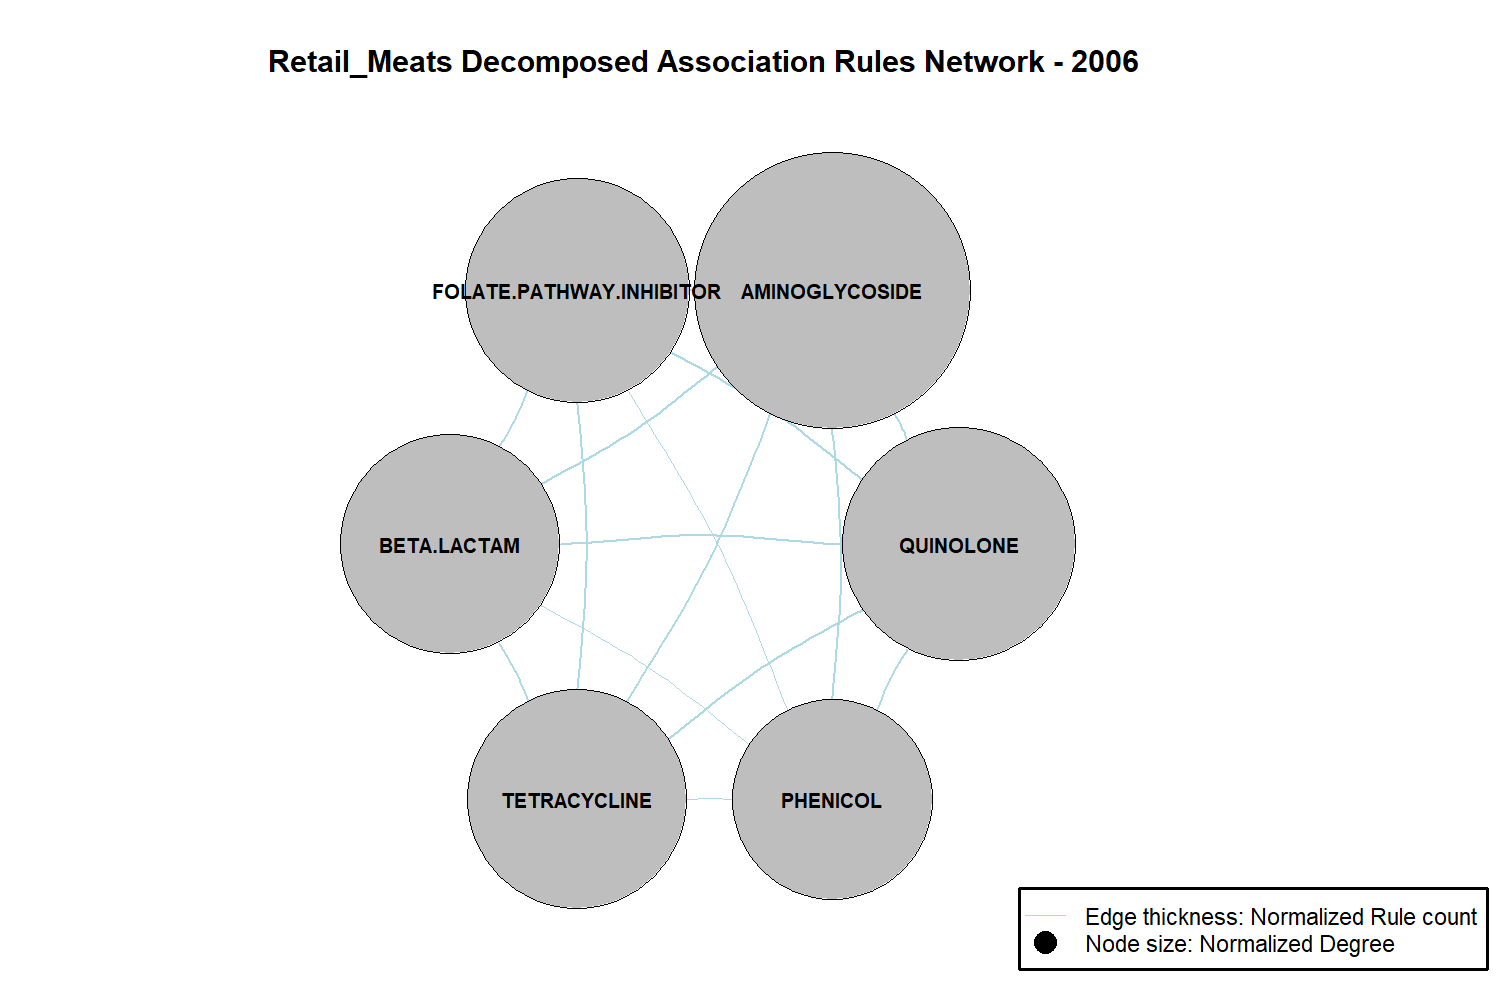 Retail_Meats Decomposed Association Rules Network - 2006
FOLATE.PATHWAY.INHIBITOR
AMINOGLYCOSIDE
BETA.LACTAM
QUINOLONE
TETRACYCLINE
PHENICOL
Edge thickness: Normalized Rule count
Node size: Normalized Degree